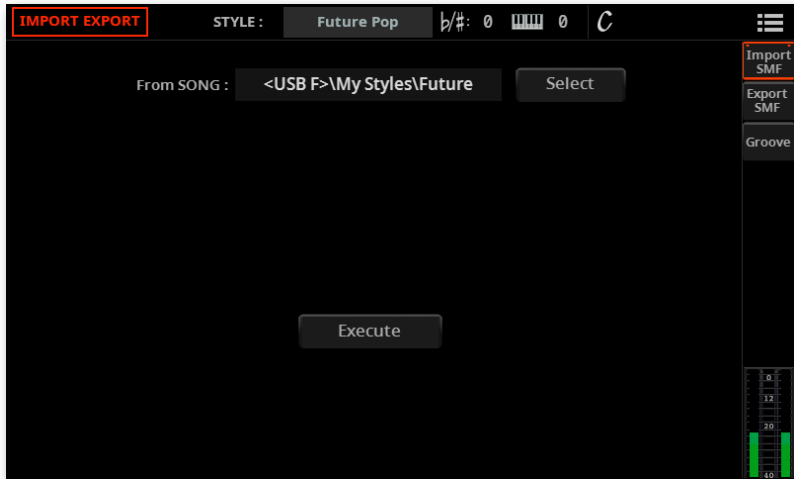 IMPORT EXPORT STYLE : Future Pop b/#: 0 0 C
From SONG : <USB F>\My Styles\Future Select
Execute
Import
SMF
Export
SMF
Groove
0
12
20
40